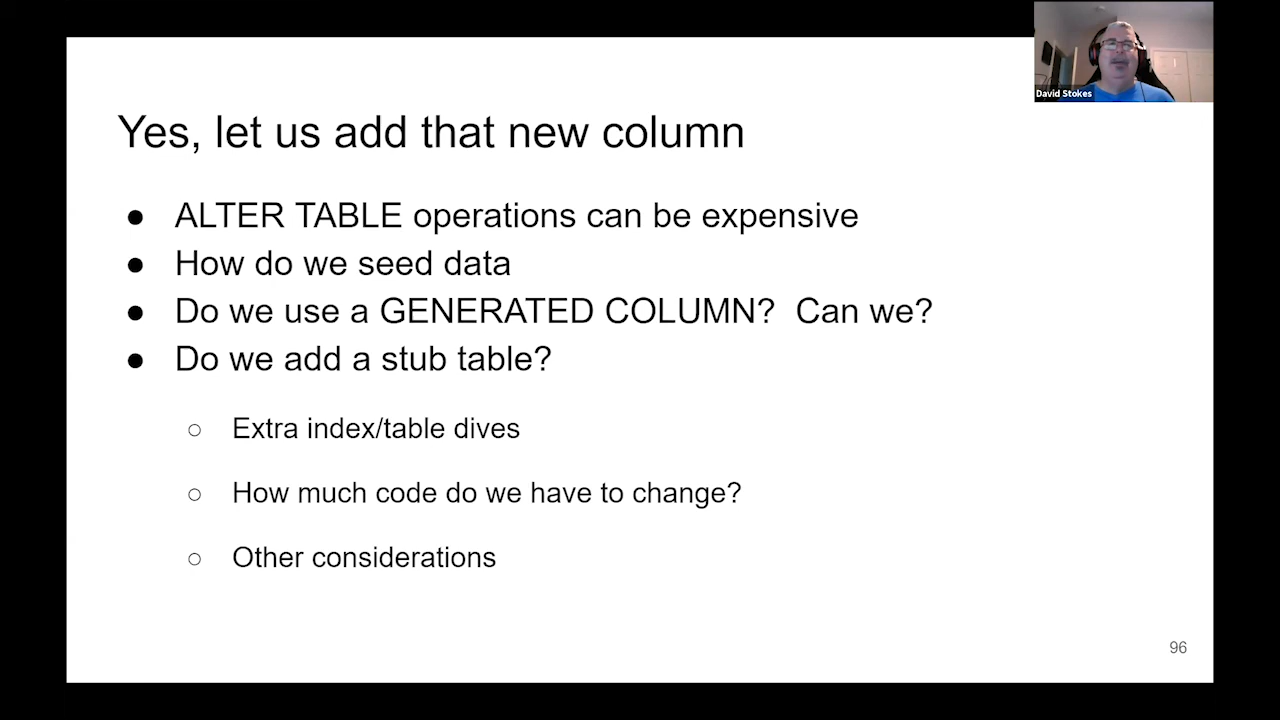 David Stokes
Yes, let us add that new column
● ALTER TABLE operations can be expensive
● How do we seed data
● Do we use a GENERATED COLUMN? Can we?
● Do we add a stub table?
○ Extra index/table dives
○ How much code do we have to change?
○ Other considerations
96